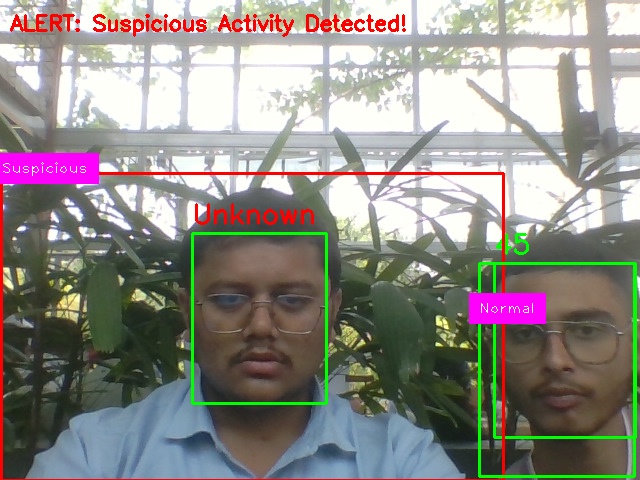 ALERT: Suspicious Activity Detected!
Suspicious
Unknown
45
Normal